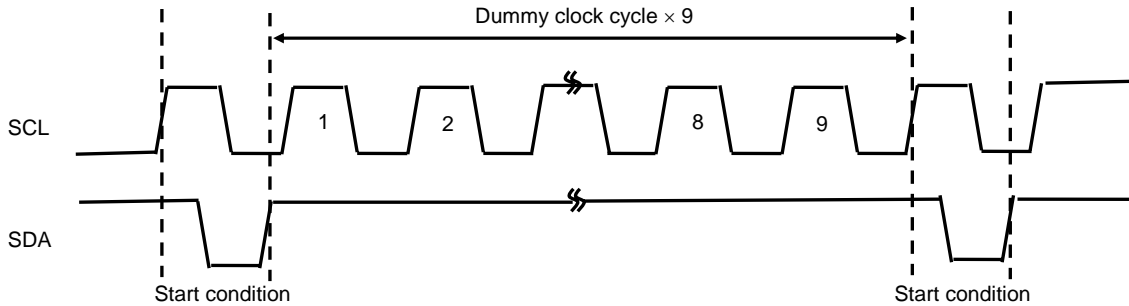 Dummy clock cycle × 9
SCL
1
2
8
9
SDA
Start condition
Start condition